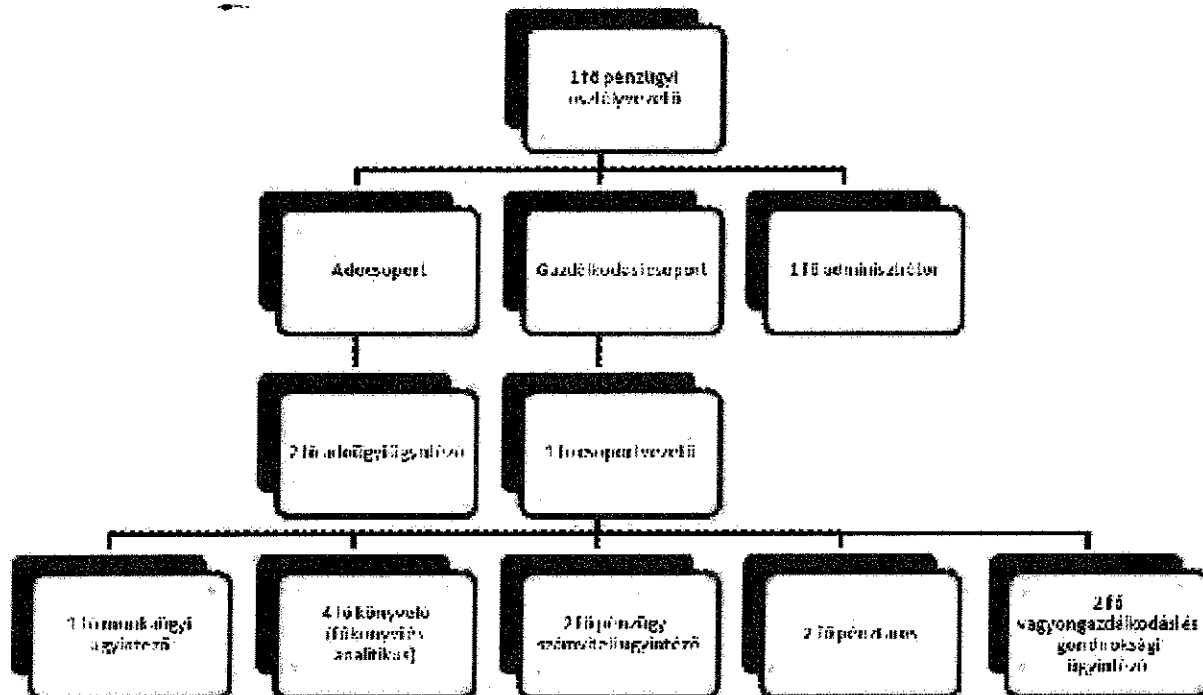 1 fő pénzügyi
osztályvezető
Adócsoport
Gazdálkodási csoport
1 fő adminisztrátor
2 fő adóügyi ügyintéző
1 fő csoportvezető
1 fő munkaügyi
ügyintéző
4 fő könyvelő
(főkönyvi és
analitikus)
2 fő pénzügy
számviteli ügyintéző
2 fő pénztáros
2 fő
vagyongazdálkodási és
gondnoksági
ügyintéző